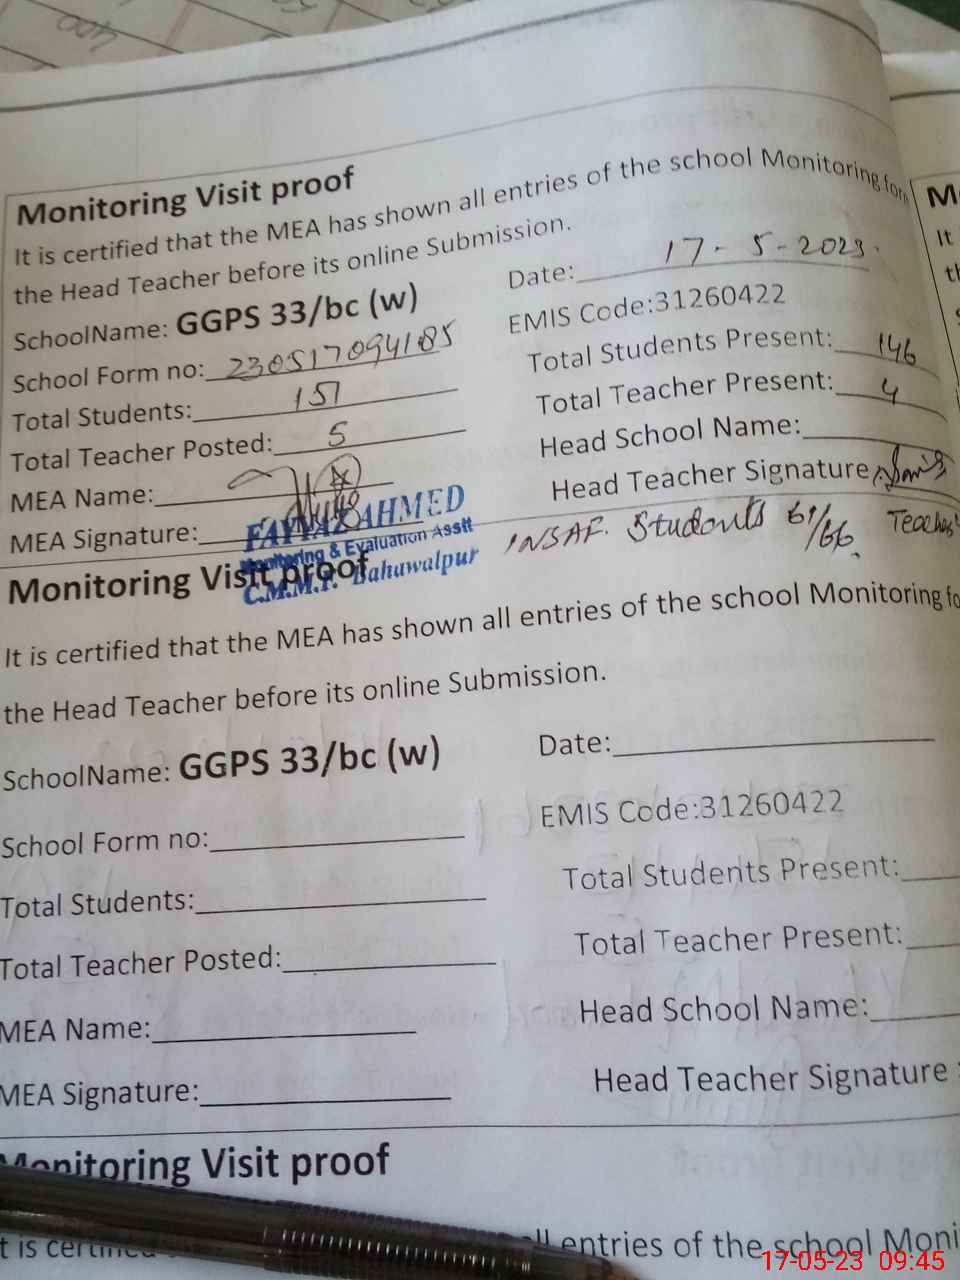 Monitoring Visit proof
It is certified that the MEA has shown all entries of the school Monitoring form
the Head Teacher before its online Submission.
SchoolName: GGPS 33/bc (w) Date: 17-5-2023.
School Form no: 230517094185 EMIS Code:31260422
Total Students: 151 Total Students Present: 146
Total Teacher Posted: 5 Total Teacher Present: 4
MEA Name: Head School Name:
MEA Signature: Head Teacher Signature
FAYYAZ AHMED
Monitoring & Evaluation Asstt
C.M.M.F. Bahawalpur
INSAF. Students 61/66. Teacher
Monitoring Visit proof
It is certified that the MEA has shown all entries of the school Monitoring fo
the Head Teacher before its online Submission.
SchoolName: GGPS 33/bc (w) Date:
School Form no: EMIS Code:31260422
Total Students: Total Students Present:
Total Teacher Posted: Total Teacher Present:
MEA Name: Head School Name:
MEA Signature: Head Teacher Signature :
Monitoring Visit proof
all entries of the school Moni
17-05-23 09:45
M
It
th